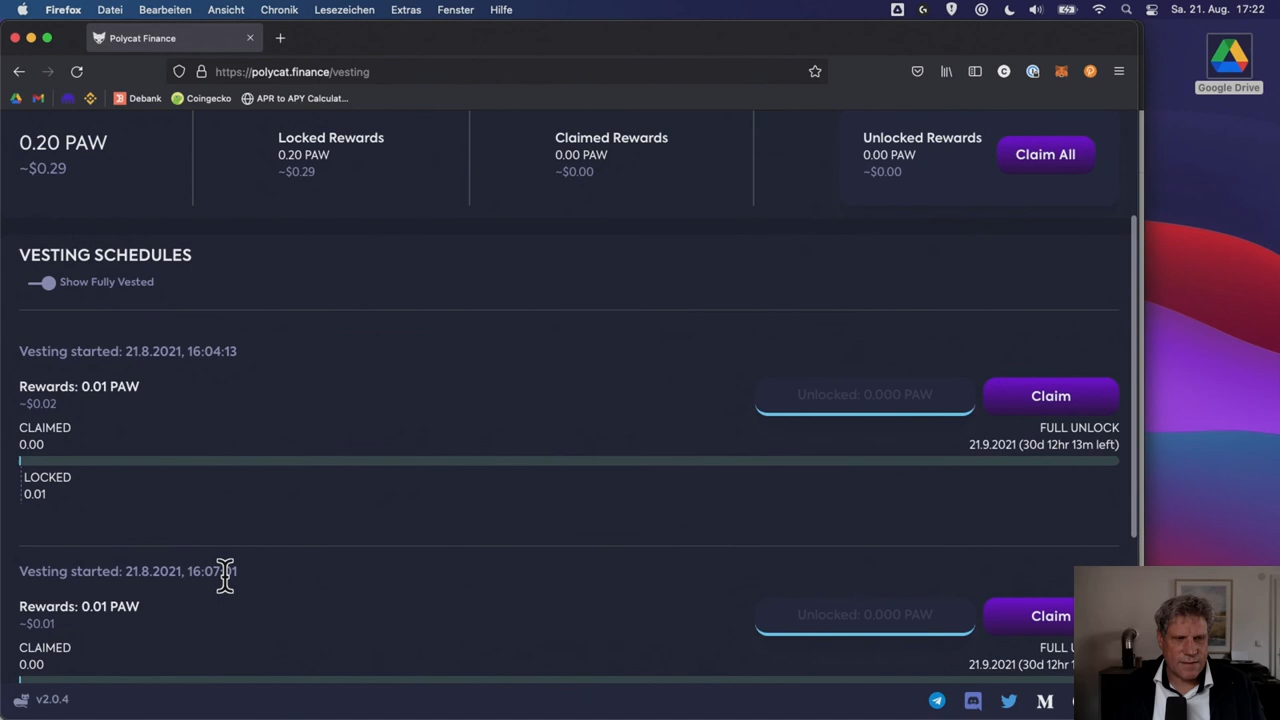 Firefox Datei Bearbeiten Ansicht Chronik Lesezeichen Extras Fenster Hilfe Sa. 21. Aug. 17:22
Polycat Finance
https://polycat.finance/vesting
Debank Coingecko APR to APY Calculat...
Google Drive
0.20 PAW
~$0.29
Locked Rewards
0.20 PAW
~$0.29
Claimed Rewards
0.00 PAW
~$0.00
Unlocked Rewards
0.00 PAW
~$0.00
Claim All
VESTING SCHEDULES
Show Fully Vested
Vesting started: 21.8.2021, 16:04:13
Rewards: 0.01 PAW
~$0.02
Unlocked: 0.000 PAW
Claim
CLAIMED
0.00
FULL UNLOCK
21.9.2021 (30d 12hr 13m left)
LOCKED
0.01
Vesting started: 21.8.2021, 16:07:01
Rewards: 0.01 PAW
~$0.01
Unlocked: 0.000 PAW
Claim
CLAIMED
0.00
FULL
21.9.2021 (30d 12hr
v2.0.4